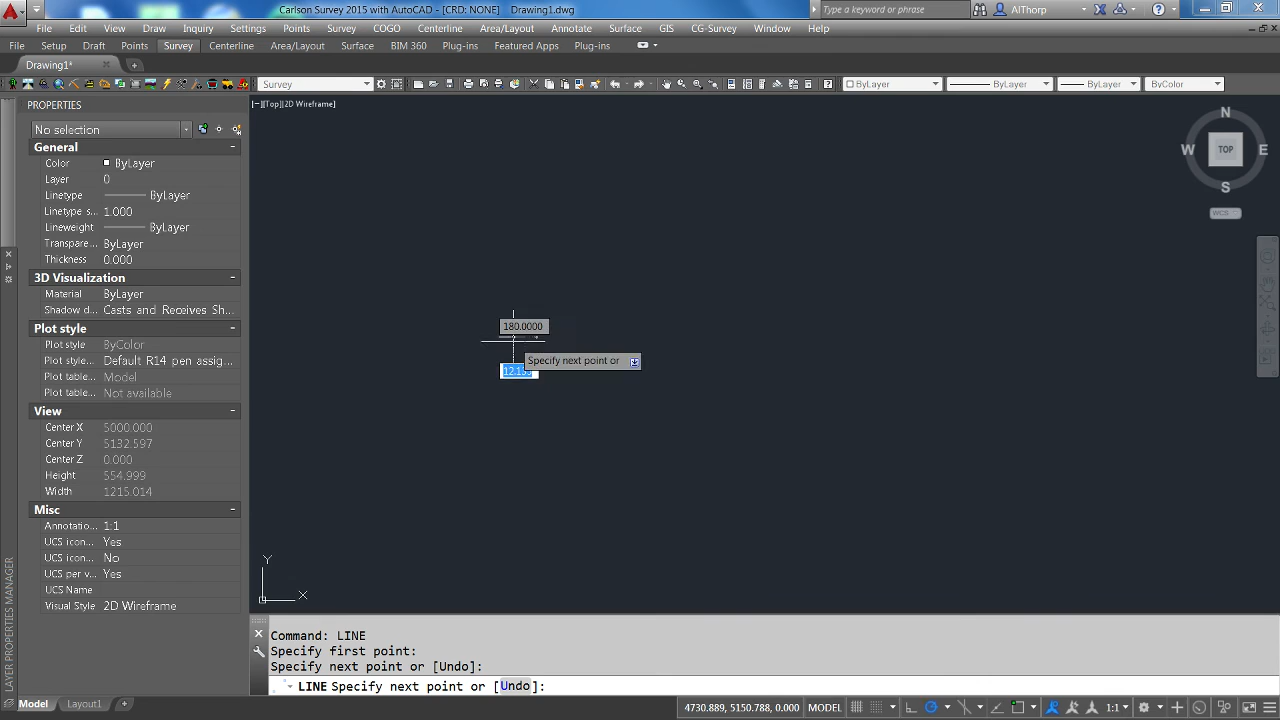 Carlson Survey 2015 with AutoCAD - [CRD: NONE] Drawing1.dwg
Type a keyword or phrase
AlThorp
File Edit View Draw Inquiry Settings Points Survey COGO Centerline Area/Layout Annotate Surface GIS CG-Survey Window Help
File Setup Draft Points Survey Centerline Area/Layout Surface BIM 360 Plug-ins Featured Apps Plug-ins
Drawing1*
Survey
ByLayer ByLayer ByLayer ByColor
PROPERTIES
[−][Top][2D Wireframe]
No selection
General
Color ByLayer
Layer 0
Linetype ByLayer
Linetype s... 1.000
Lineweight ByLayer
Transpare... ByLayer
Thickness 0.000
3D Visualization
Material ByLayer
Shadow d... Casts and Receives Sh...
Plot style
Plot style ByColor
Plot style... Default R14 pen assig...
Plot table... Model
Plot table... Not available
View
Center X 5000.000
Center Y 5132.597
Center Z 0.000
Height 554.999
Width 1215.014
Misc
Annotatio... 1:1
UCS icon... Yes
UCS icon... No
UCS per v... Yes
UCS Name
Visual Style 2D Wireframe
LAYER PROPERTIES MANAGER
N
W TOP E
S
WCS
180.0000
Specify next point or
Y
X
Command: LINE
Specify first point:
Specify next point or [Undo]:
LINE Specify next point or [Undo]:
Model Layout1
4730.889, 5150.788, 0.000 MODEL 1:1